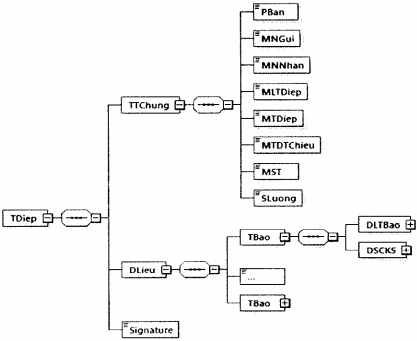 PBan
MNGui
MNNhan
MLTDiep
TTChung
MTDiep
MTDTChieu
MST
SLuong
TDiep
DLTBao
TBao
DSCKS
DLieu
...
TBao
Signature